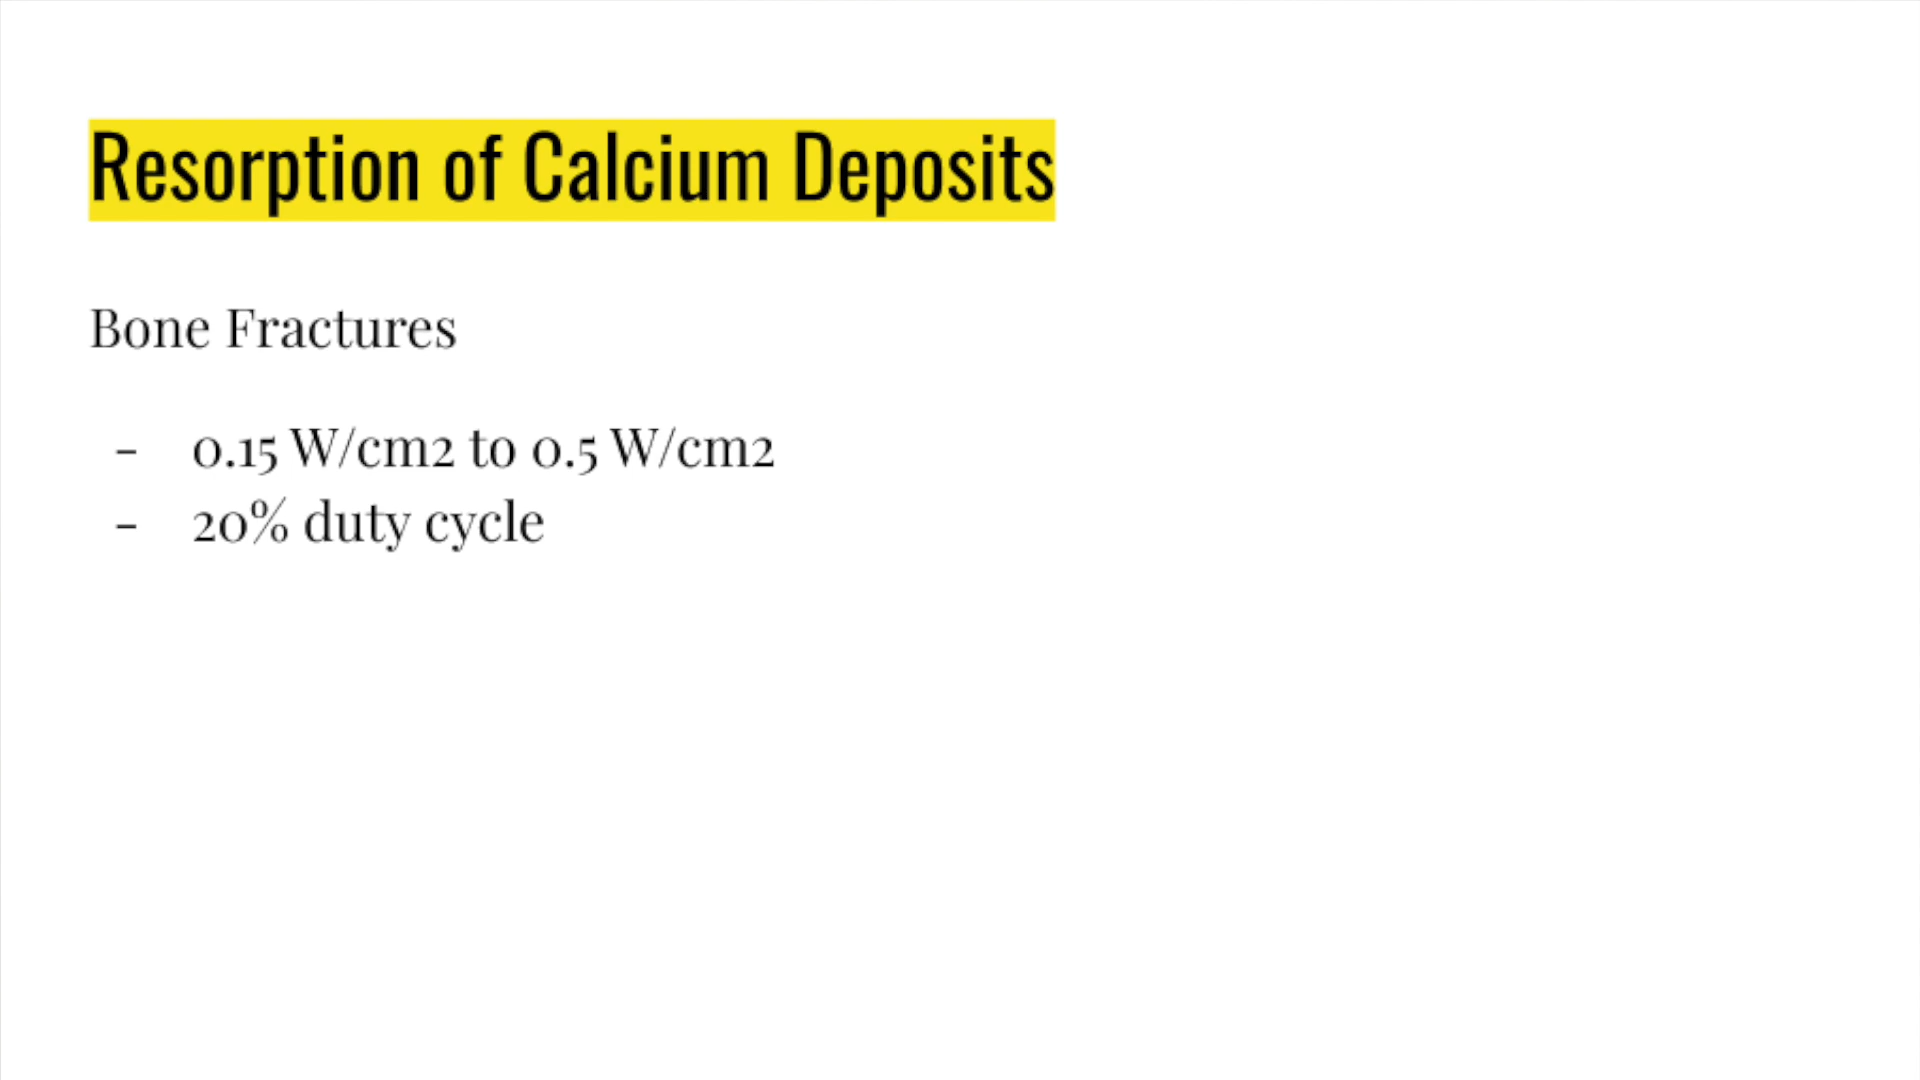 Resorption of Calcium Deposits
Bone Fractures
- 0.15 W/cm2 to 0.5 W/cm2
- 20% duty cycle